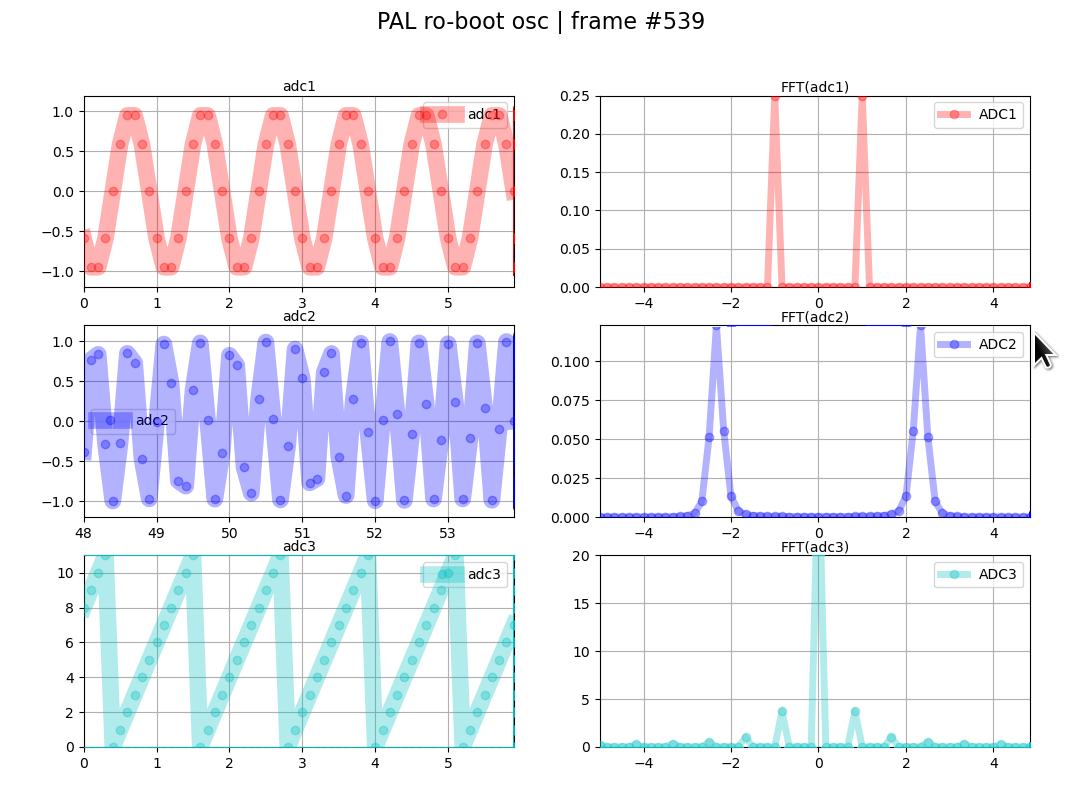 PAL ro-boot osc | frame #539
adc1
1.0
0.5
0.0
−0.5
−1.0
0 1 2 3 4 5
adc1
FFT(adc1)
0.25
0.20
0.15
0.10
0.05
0.00
−4 −2 0 2 4
ADC1
adc2
1.0
0.5
0.0
−0.5
−1.0
48 49 50 51 52 53
adc2
FFT(adc2)
0.100
0.075
0.050
0.025
0.000
−4 −2 0 2 4
ADC2
adc3
10
8
6
4
2
0
0 1 2 3 4 5
adc3
FFT(adc3)
20
15
10
5
0
−4 −2 0 2 4
ADC3